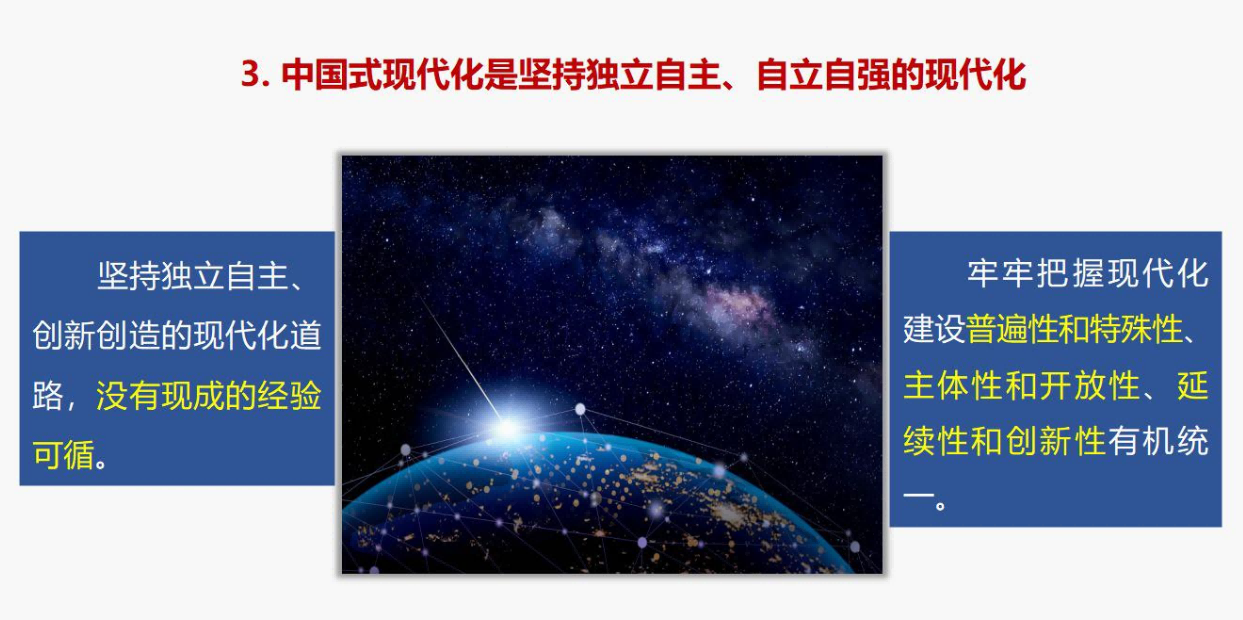 3. 中国式现代化是坚持独立自主、自立自强的现代化
坚持独立自主、
创新创造的现代化道
路，没有现成的经验
可循。
牢牢把握现代化
建设普遍性和特殊性、
主体性和开放性、延
续性和创新性有机统
一。